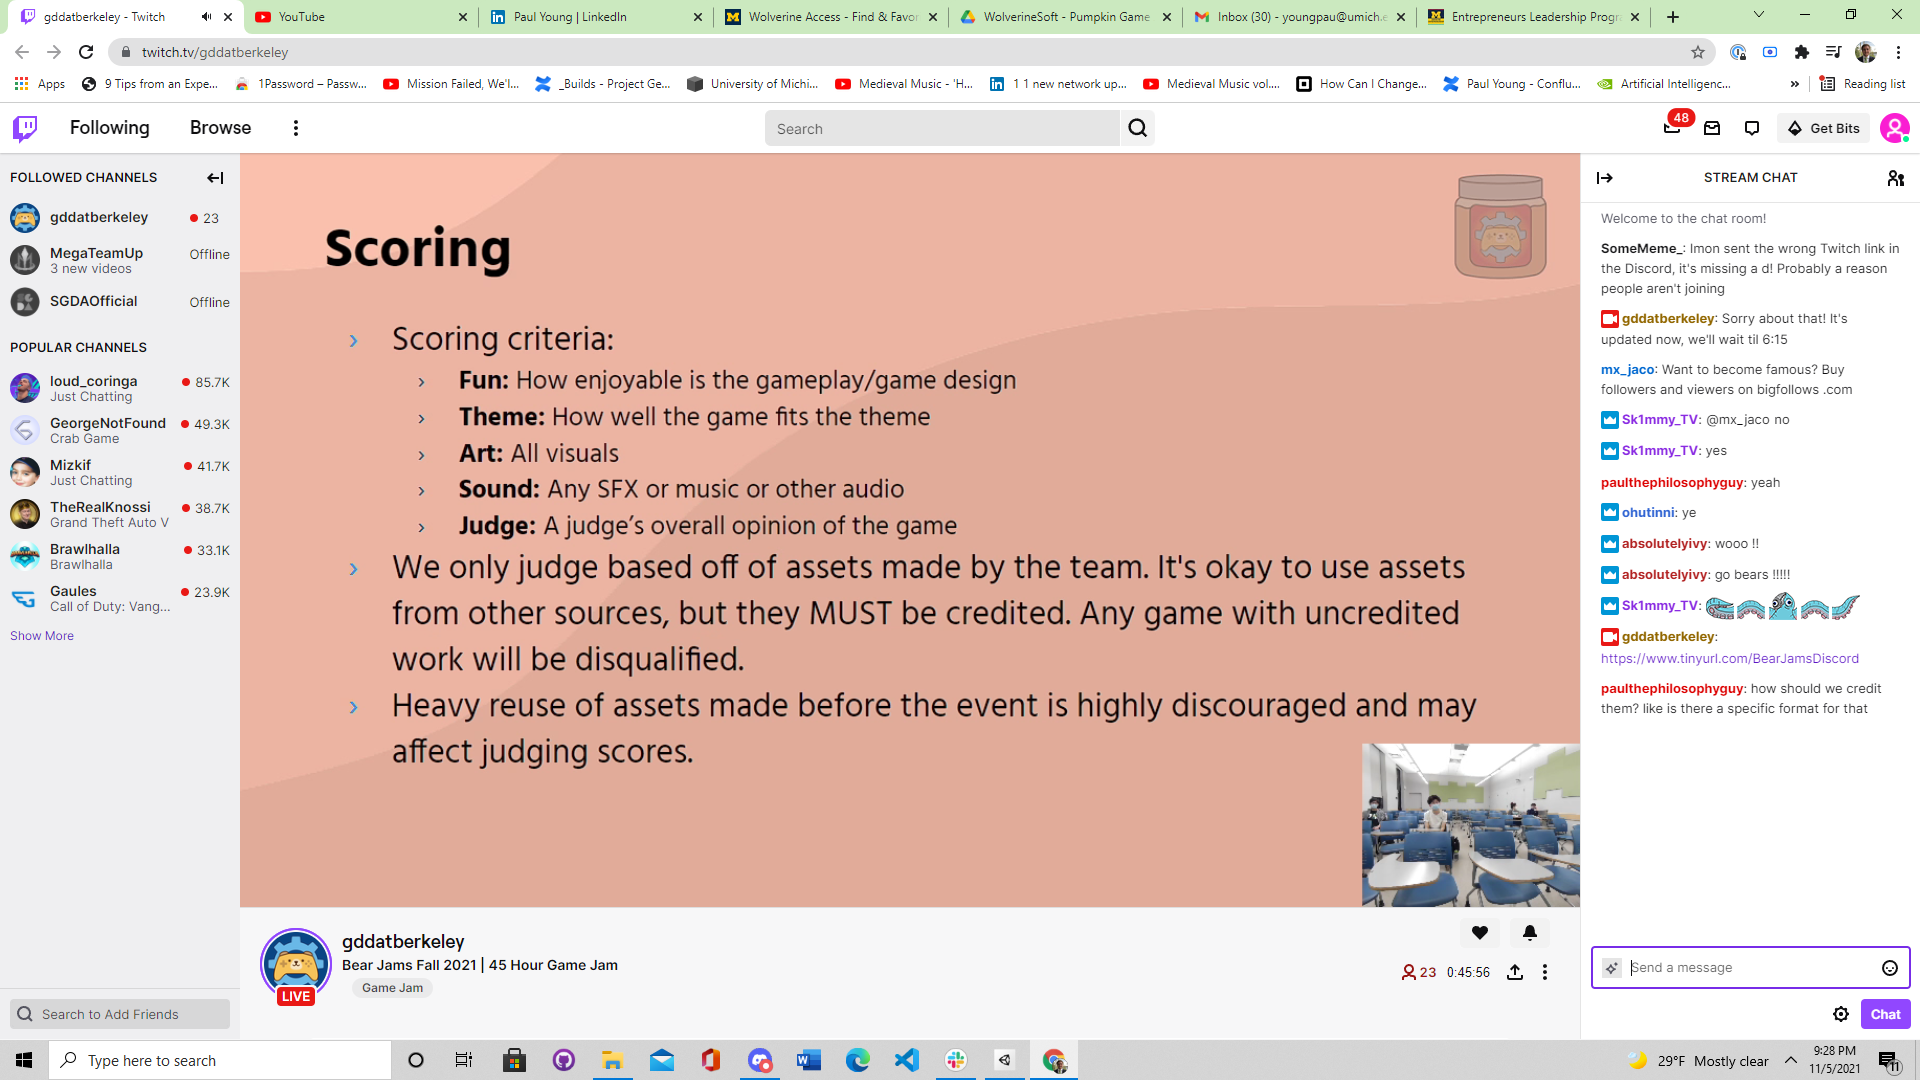 gddatberkeley - Twitch
YouTube
Paul Young | LinkedIn
Wolverine Access - Find & Favor
WolverineSoft - Pumpkin Game
Inbox (30) - youngpau@umich.e
Entrepreneurs Leadership Progr
twitch.tv/gddatberkeley
Apps
9 Tips from an Expe...
1Password – Passw...
Mission Failed, We'l...
_Builds - Project Ge...
University of Michi...
Medieval Music - 'H...
1 1 new network up...
Medieval Music vol....
How Can I Change...
Paul Young - Conflu...
Artificial Intelligenc...
»
Reading list
Following
Browse
Search
48
Get Bits
FOLLOWED CHANNELS
gddatberkeley
23
MegaTeamUp
Offline
3 new videos
SGDAOfficial
Offline
POPULAR CHANNELS
loud_coringa
85.7K
Just Chatting
GeorgeNotFound
49.3K
Crab Game
Mizkif
41.7K
Just Chatting
TheRealKnossi
38.7K
Grand Theft Auto V
Brawlhalla
33.1K
Brawlhalla
Gaules
23.9K
Call of Duty: Vang...
Show More
Search to Add Friends
Scoring
Scoring criteria:
Fun: How enjoyable is the gameplay/game design
Theme: How well the game fits the theme
Art: All visuals
Sound: Any SFX or music or other audio
Judge: A judge's overall opinion of the game
We only judge based off of assets made by the team. It's okay to use assets
from other sources, but they MUST be credited. Any game with uncredited
work will be disqualified.
Heavy reuse of assets made before the event is highly discouraged and may
affect judging scores.
gddatberkeley
Bear Jams Fall 2021 | 45 Hour Game Jam
Game Jam
LIVE
23
0:45:56
STREAM CHAT
Welcome to the chat room!
SomeMeme_: Imon sent the wrong Twitch link in
the Discord, it's missing a d! Probably a reason
people aren't joining
gddatberkeley: Sorry about that! It's
updated now, we'll wait til 6:15
mx_jaco: Want to become famous? Buy
followers and viewers on bigfollows .com
Sk1mmy_TV: @mx_jaco no
Sk1mmy_TV: yes
paulthephilosophyguy: yeah
ohutinni: ye
absolutelyivy: wooo !!
absolutelyivy: go bears !!!!!
Sk1mmy_TV:
gddatberkeley:
https://www.tinyurl.com/BearJamsDiscord
paulthephilosophyguy: how should we credit
them? like is there a specific format for that
Send a message
Chat
Type here to search
29°F Mostly clear
9:28 PM
11/5/2021
11